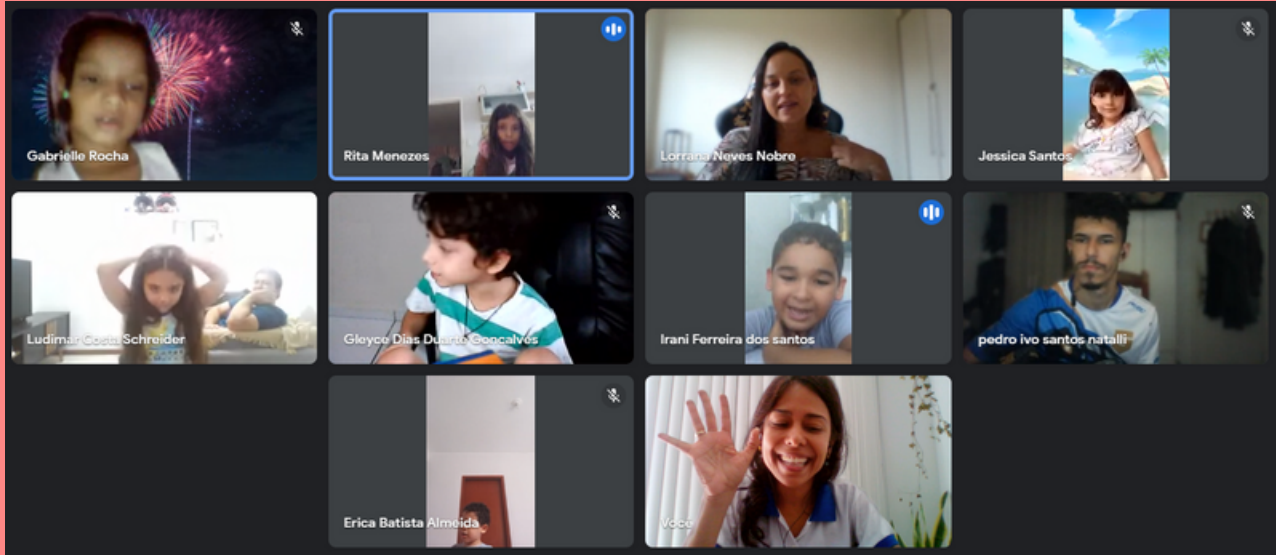 Gabrielle Rocha
Rita Menezes
Lorrana Neves Nobre
Jessica Santos
Ludimar Costa Schreider
Gleyce Dias Duarte Gonçalves
Irani Ferreira dos santos
pedro ivo santos natalli
Erica Batista Almeida
Você